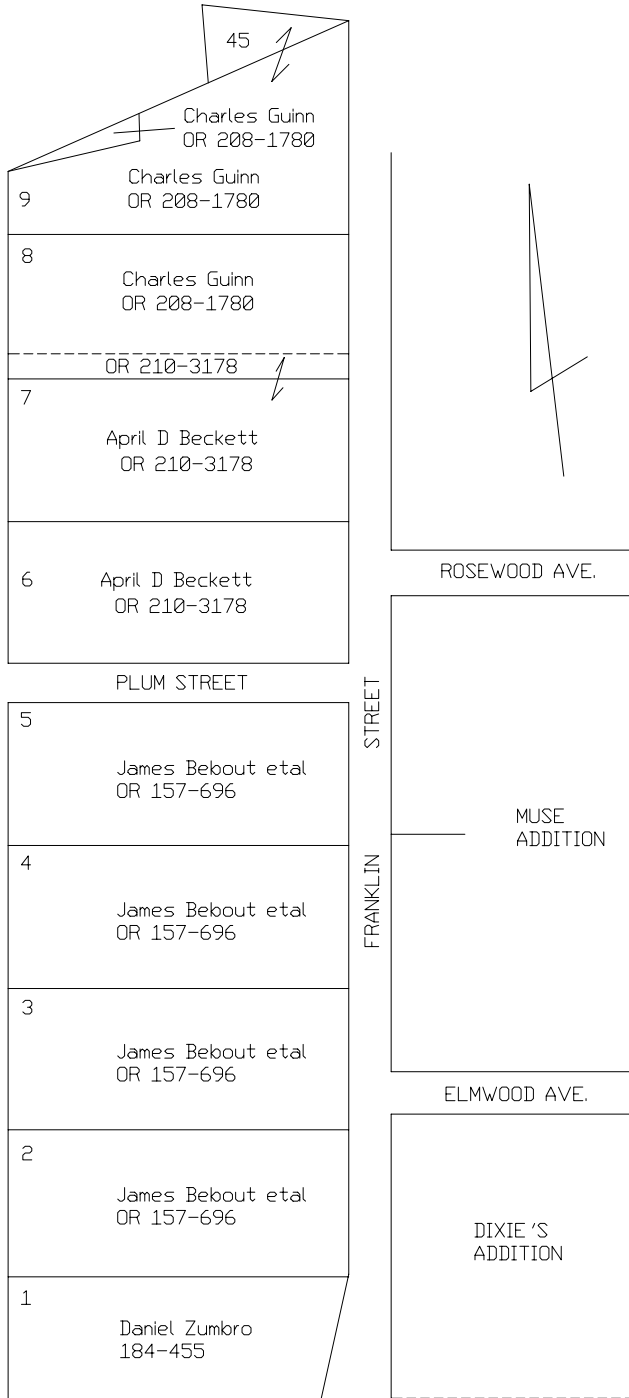 45
Charles Guinn
OR 208-1780
Charles Guinn
OR 208-1780
9
8
Charles Guinn
OR 208-1780
OR 210-3178
7
April D Beckett
OR 210-3178
6
April D Beckett
OR 210-3178
ROSEWOOD AVE.
PLUM STREET
FRANKLIN STREET
5
James Bebout etal
OR 157-696
MUSE
ADDITION
4
James Bebout etal
OR 157-696
3
James Bebout etal
OR 157-696
ELMWOOD AVE.
2
James Bebout etal
OR 157-696
DIXIE'S
ADDITION
1
Daniel Zumbro
184-455